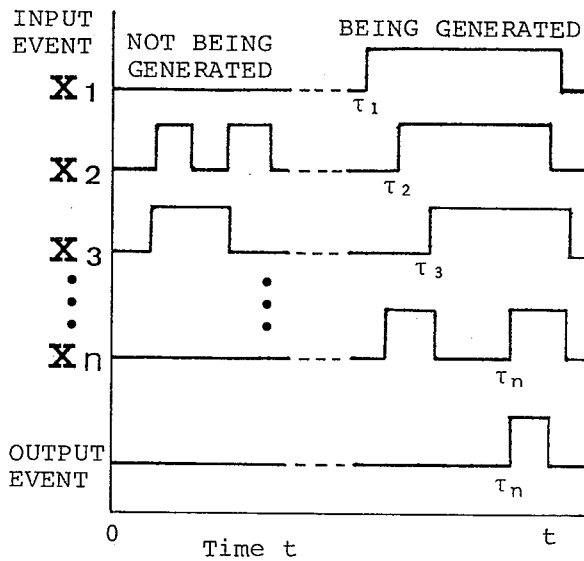 INPUT
EVENT
NOT BEING
GENERATED
BEING GENERATED
X1
τ1
X2
τ2
X3
τ3
Xn
τn
OUTPUT
EVENT
τn
0
Time t
t